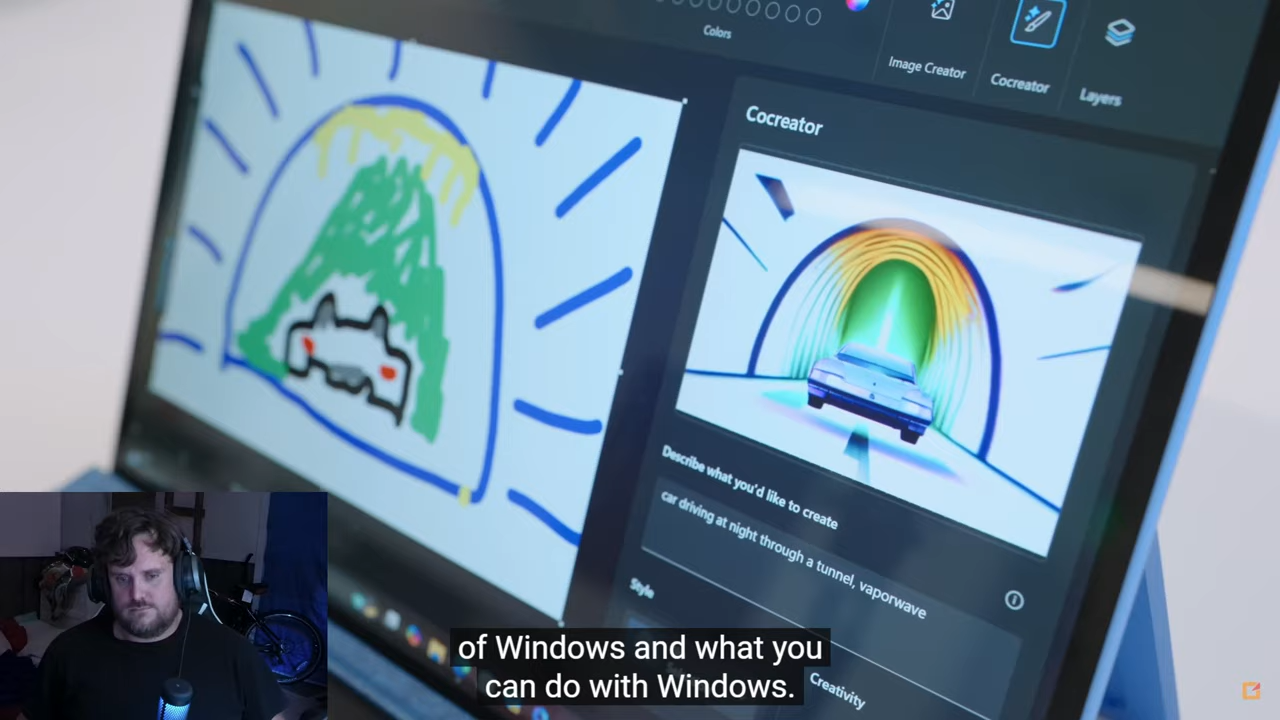 Colors
Image Creator
Cocreator
Layers
Cocreator
Describe what you'd like to create
car driving at night through a tunnel, vaporwave
Style
Creativity
of Windows and what you
can do with Windows.